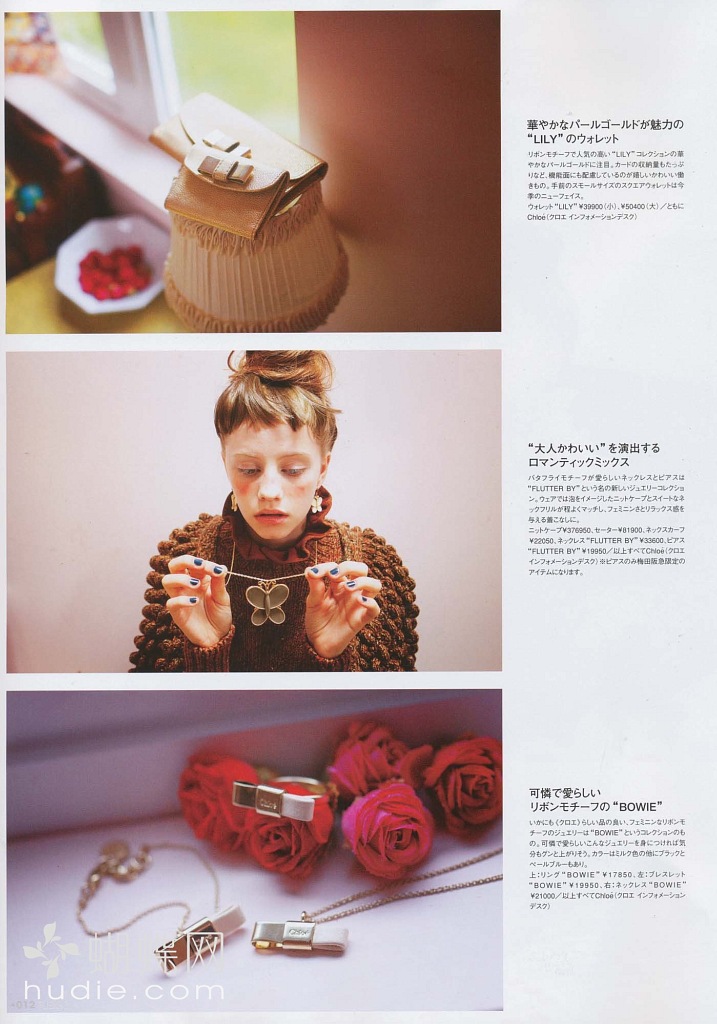 華やかなパールゴールドが魅力の
“LILY”のウォレット
リボンモチーフで人気の高い“LILY”コレクションの華
やかなパールゴールドに注目。カードの収納量もたっぷ
りなど、機能面にも配慮しているのが嬉しいかわいい働
きもの。手前のスモールサイズのスクエアウォレットは今
季のニューフェイス。
ウォレット“LILY”¥39900（小）、¥50400（大）／ともに
Chloé（クロエ インフォメーションデスク）
“大人かわいい”を演出する
ロマンティックミックス
バタフライモチーフが愛らしいネックレスとピアスは
“FLUTTER BY”という名の新しいジュエリーコレクショ
ン。ウェアでは泡をイメージしたニットケープとスイートなネ
ックフリルが程よくマッチし、フェミニンさとリラックス感を
与える着こなしに。
ニットケープ¥376950、セーター¥81900、ネックスカーフ
¥22050、ネックレス“FLUTTER BY”¥33600、ピアス
“FLUTTER BY”¥19950／以上すべてChloé（クロエ
インフォメーションデスク）※ピアスのみ梅田阪急限定の
アイテムになります。
可憐で愛らしい
リボンモチーフの“BOWIE”
いかにも《クロエ》らしい品の良い、フェミニンなリボンモ
チーフのジュエリーは“BOWIE”というコレクションのも
の。可憐で愛らしいこんなジュエリーを身につければ気
分もグンと上がりそう。カラーはミルク色の他にブラックと
ペールブルーもあり。
上：リング“BOWIE”¥17850、左：ブレスレット
“BOWIE”¥19950、右：ネックレス“BOWIE”
¥21000／以上すべてChloé（クロエ インフォメーション
デスク）
Chloé
Chloé
蝴蝶网
hudie.com
012